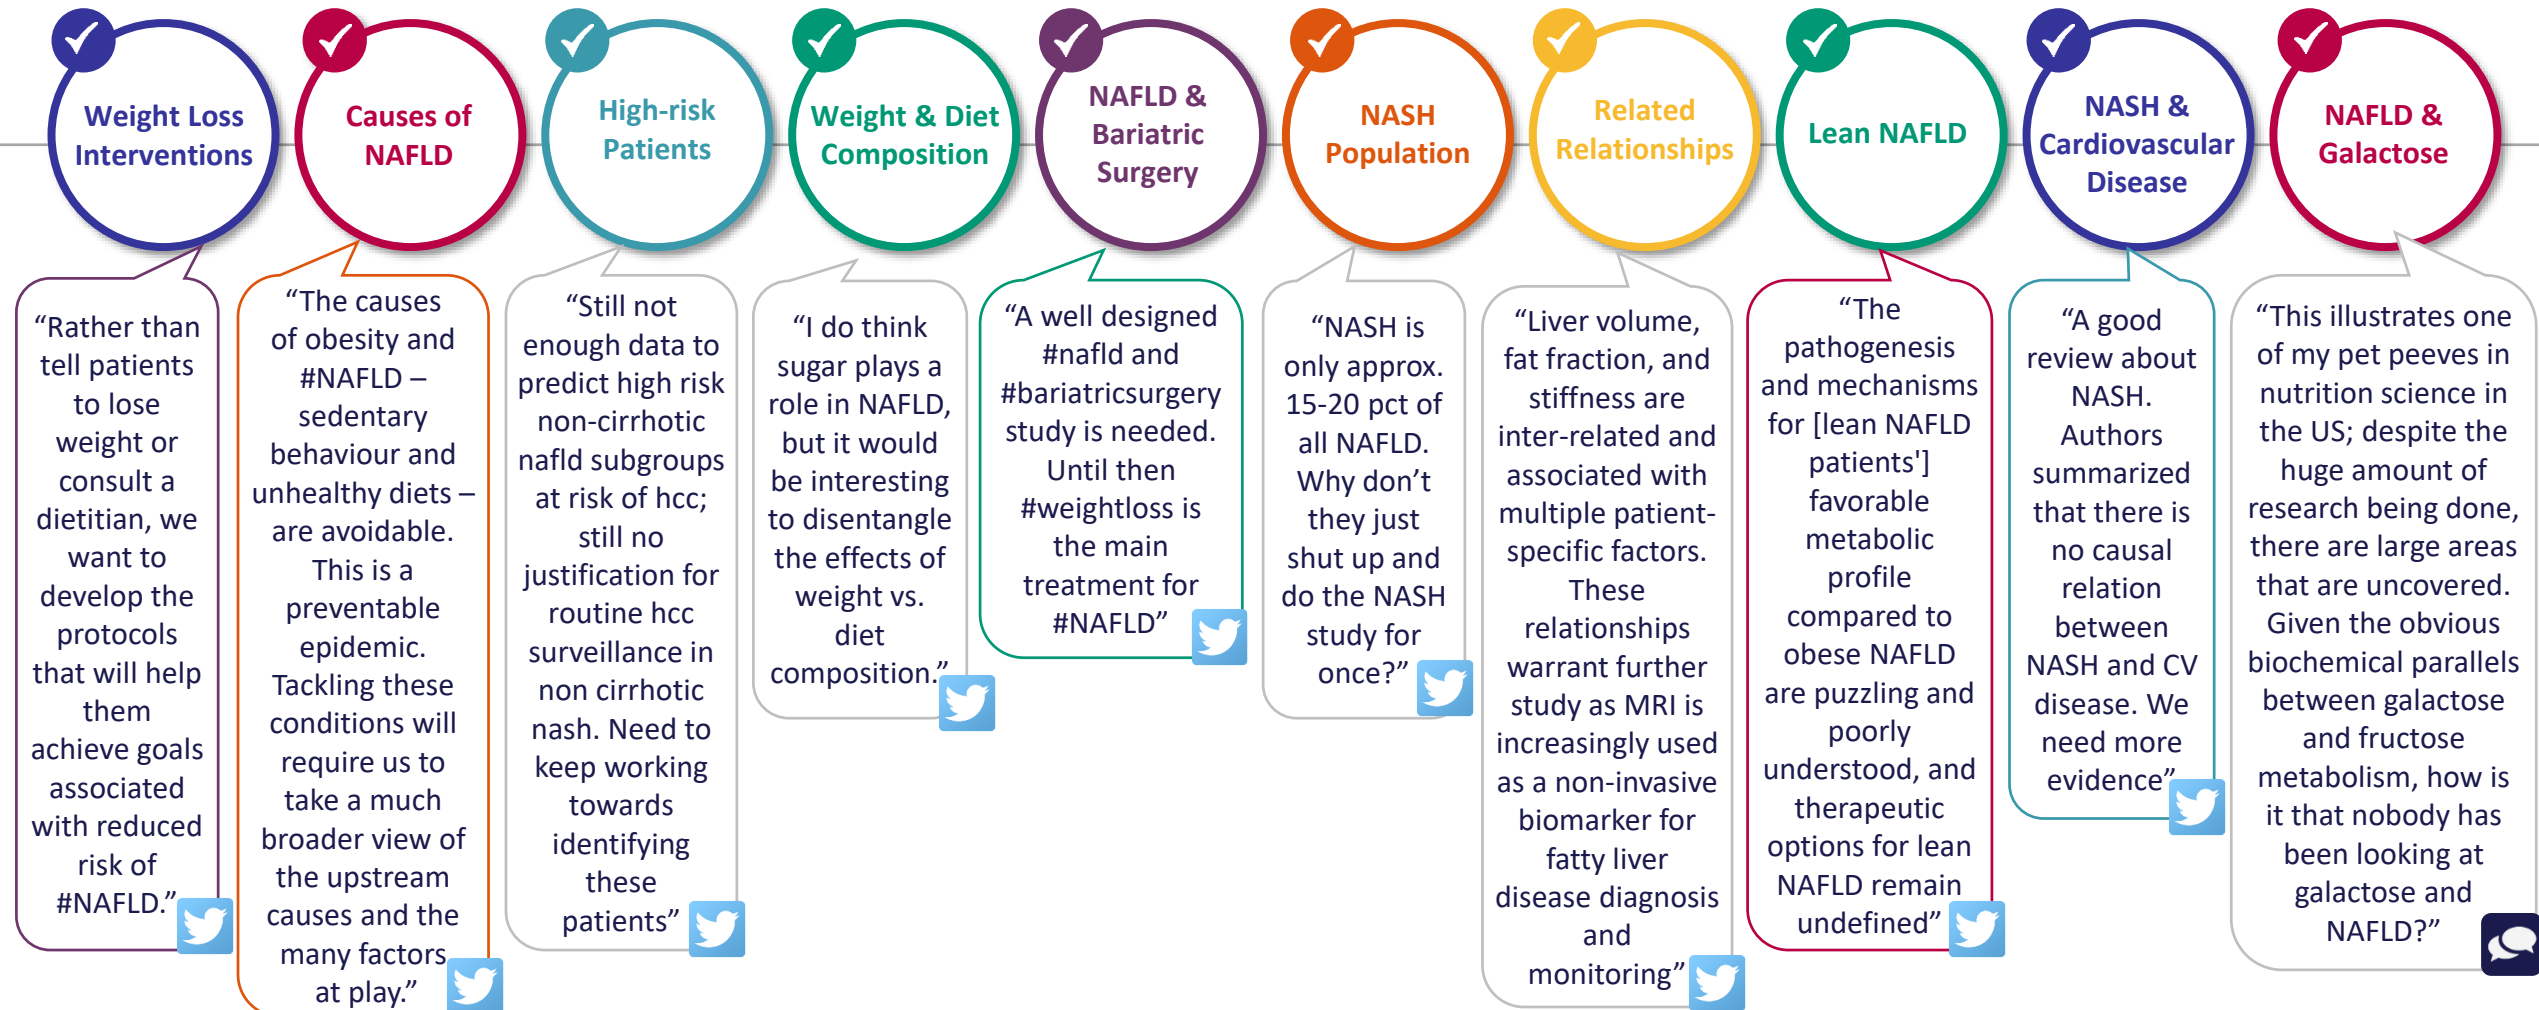 Weight Loss
Interventions
Causes of
NAFLD
High-risk
Patients
Weight & Diet
Composition
NAFLD &
Bariatric
Surgery
NASH
Population
Related
Relationships
Lean NAFLD
NASH &
Cardiovascular
Disease
NAFLD &
Galactose
“Rather than
tell patients
to lose
weight or
consult a
dietitian, we
want to
develop the
protocols
that will help
them
achieve goals
associated
with reduced
risk of
#NAFLD.”
“The causes
of obesity and
#NAFLD –
sedentary
behaviour and
unhealthy diets –
are avoidable.
This is a
preventable
epidemic.
Tackling these
conditions will
require us to
take a much
broader view of
the upstream
causes and the
many factors
at play.”
“Still not
enough data to
predict high risk
non-cirrhotic
nafld subgroups
at risk of hcc;
still no
justification for
routine hcc
surveillance in
non cirrhotic
nash. Need to
keep working
towards
identifying
these
patients”
“I do think
sugar plays a
role in NAFLD,
but it would
be interesting
to disentangle
the effects of
weight vs.
diet
composition.”
“A well designed
#nafld and
#bariatricsurgery
study is needed.
Until then
#weightloss is
the main
treatment for
#NAFLD”
“NASH is
only approx.
15-20 pct of
all NAFLD.
Why don’t
they just
shut up and
do the NASH
study for
once?”
“Liver volume,
fat fraction, and
stiffness are
inter-related and
associated with
multiple patient-
specific factors.
These
relationships
warrant further
study as MRI is
increasingly used
as a non-invasive
biomarker for
fatty liver
disease diagnosis
and
monitoring”
“The
pathogenesis
and mechanisms
for [lean NAFLD
patients']
favorable
metabolic
profile
compared to
obese NAFLD
are puzzling and
poorly
understood, and
therapeutic
options for lean
NAFLD remain
undefined”
“A good
review about
NASH.
Authors
summarized
that there is
no causal
relation
between
NASH and CV
disease. We
need more
evidence”
“This illustrates one
of my pet peeves in
nutrition science in
the US; despite the
huge amount of
research being done,
there are large areas
that are uncovered.
Given the obvious
biochemical parallels
between galactose
and fructose
metabolism, how is
it that nobody has
been looking at
galactose and
NAFLD?”